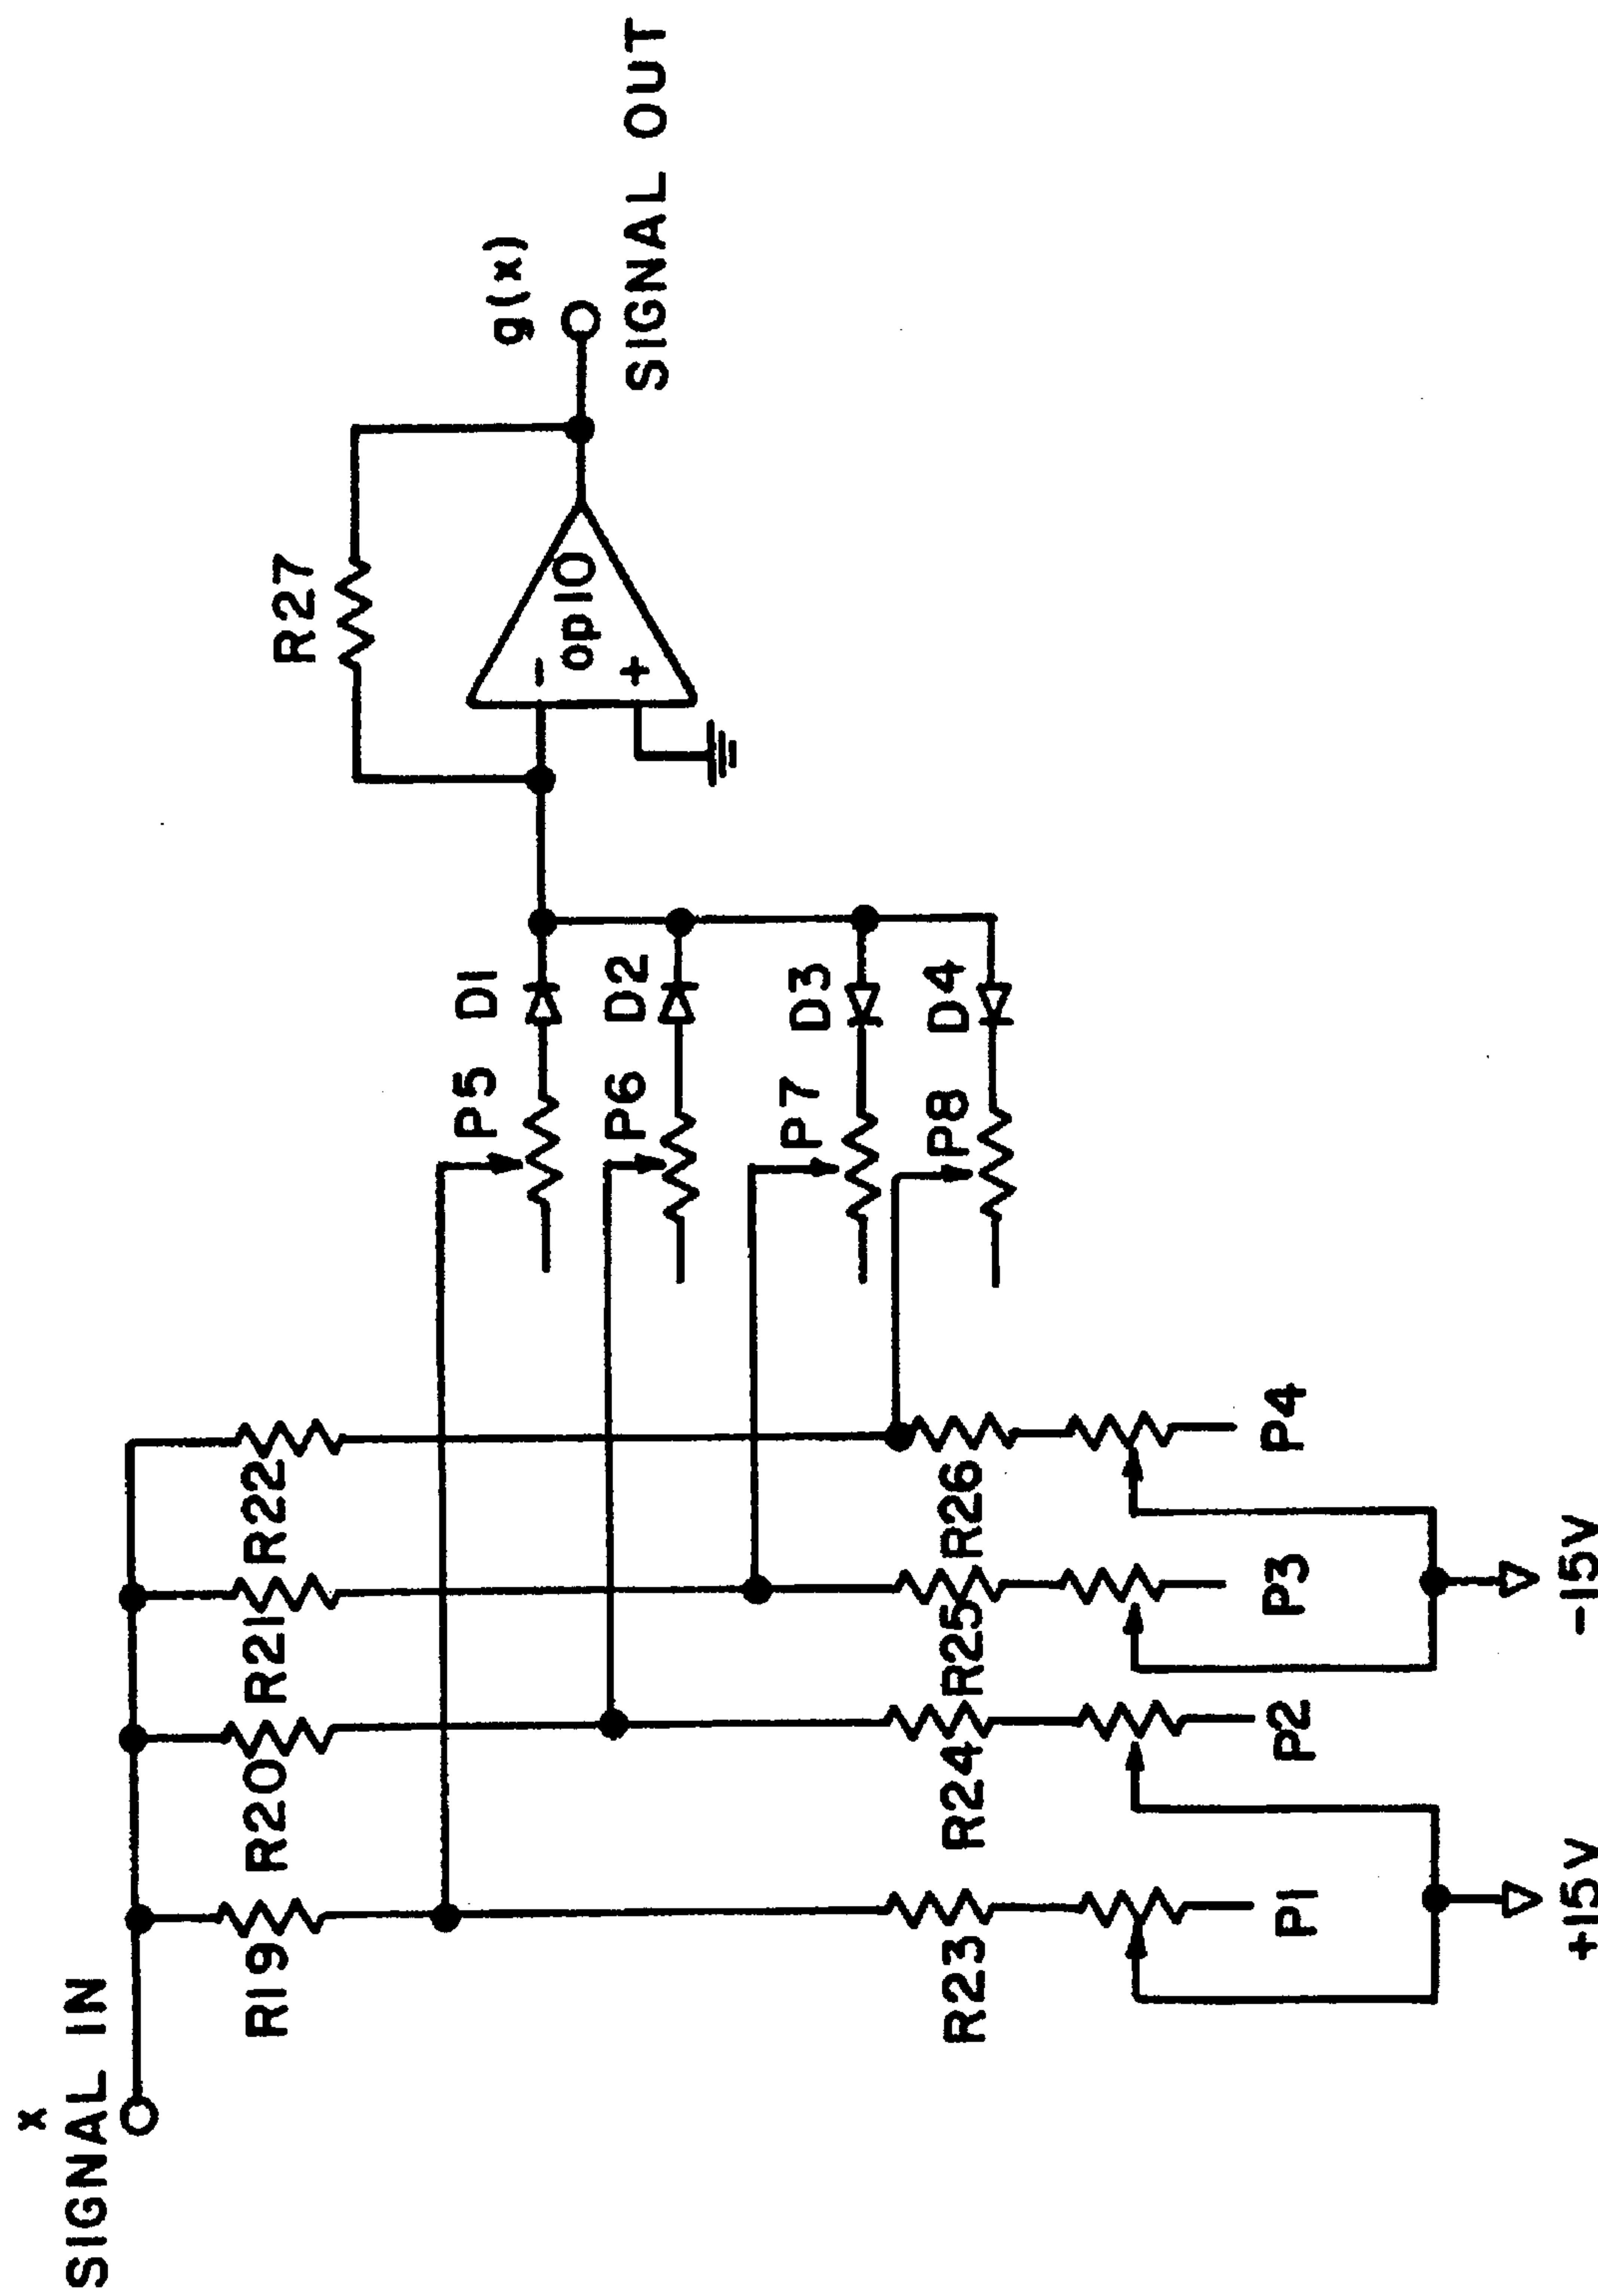 x
SIGNAL IN
R19
R20
R21
R22
R27
g(x)
SIGNAL OUT
-
op10
+
P5 D1
P6 D2
P7 D3
P8 D4
R23
R24
R25
R26
P1
P2
P3
P4
+15V
-15V